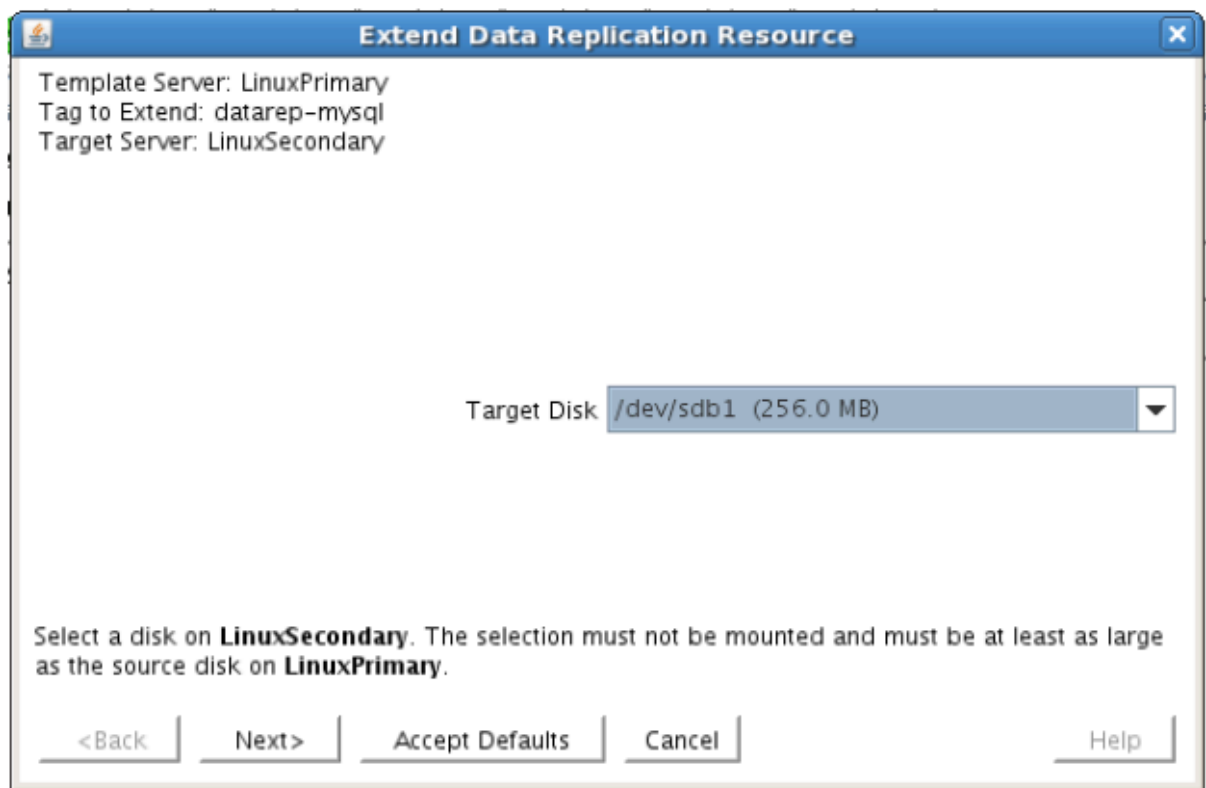 Extend Data Replication Resource
Template Server: LinuxPrimary
Tag to Extend: datarep-mysql
Target Server: LinuxSecondary
Target Disk /dev/sdb1 (256.0 MB)
Select a disk on LinuxSecondary. The selection must not be mounted and must be at least as large
as the source disk on LinuxPrimary.
<Back Next> Accept Defaults Cancel Help